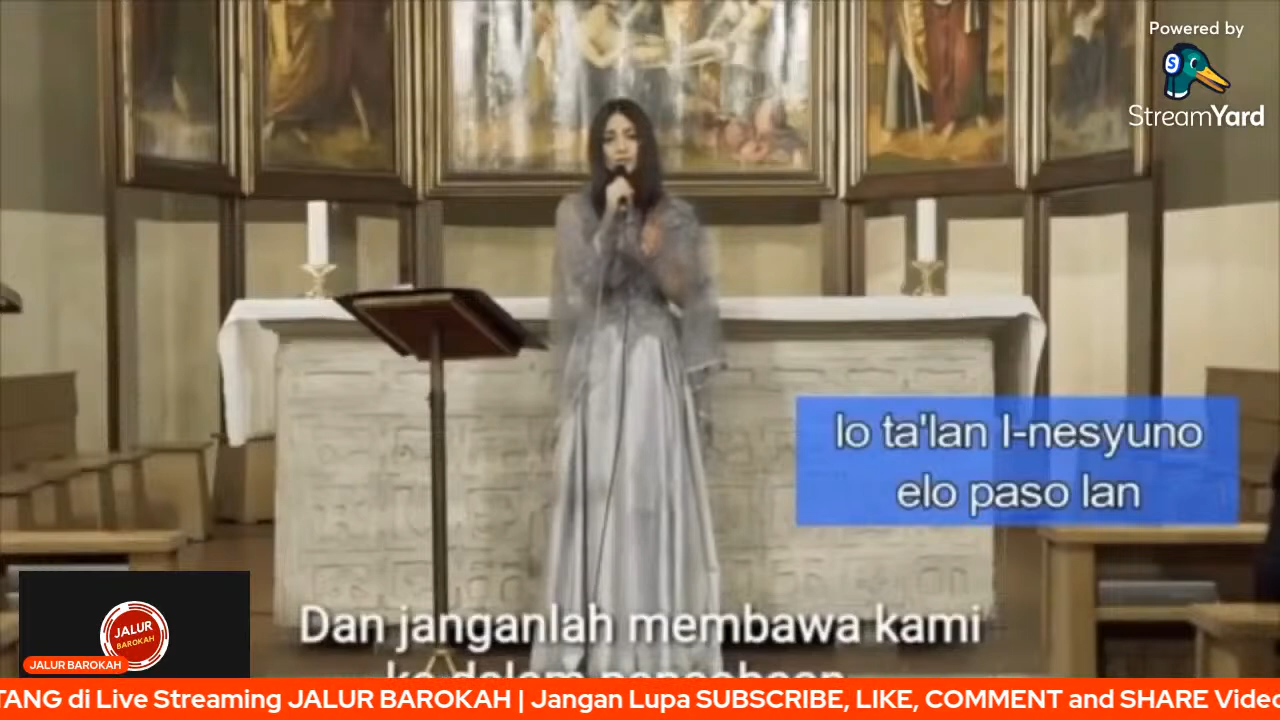 Powered by
StreamYard
lo ta'lan l-nesyuno
elo paso lan
Dan janganlah membawa kami
JALUR
BAROKAH
JALUR BAROKAH
TANG di Live Streaming JALUR BAROKAH | Jangan Lupa SUBSCRIBE, LIKE, COMMENT and SHARE Video